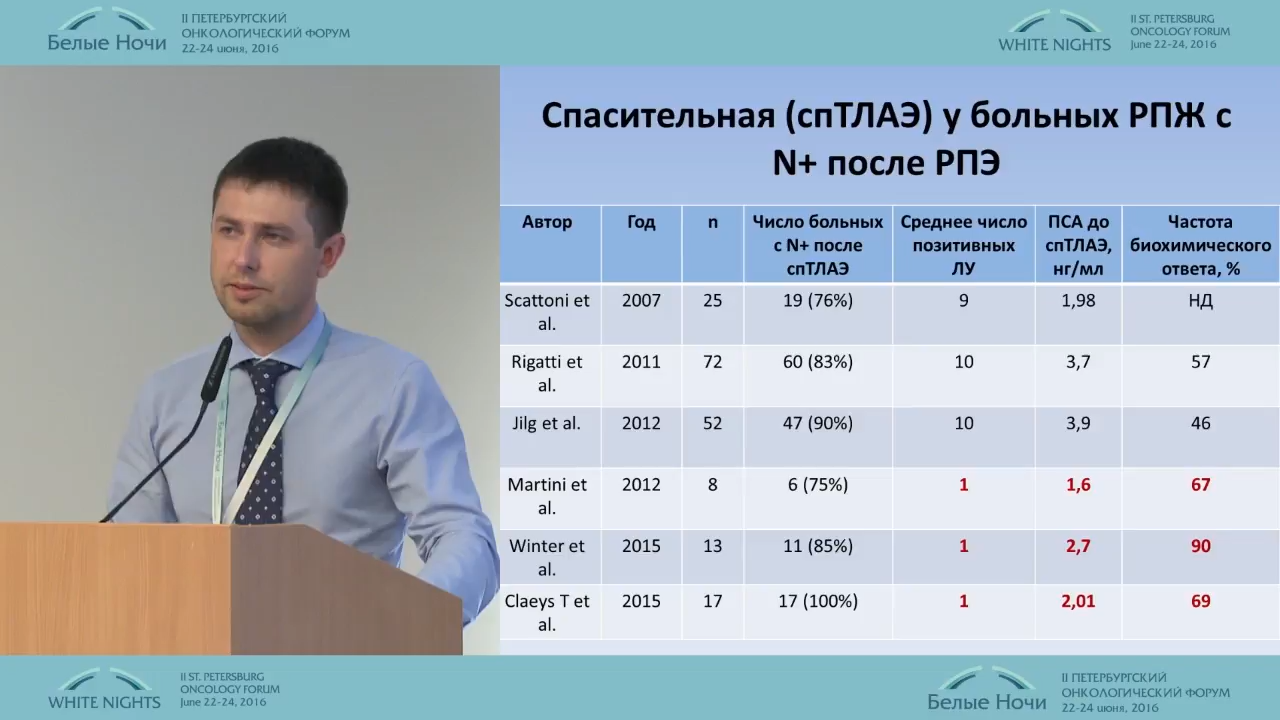 Белые Ночи
II ПЕТЕРБУРГСКИЙ
ОНКОЛОГИЧЕСКИЙ ФОРУМ
22-24 июня, 2016
WHITE NIGHTS
II ST. PETERSBURG
ONCOLOGY FORUM
June 22-24, 2016
Спасительная (спТЛАЭ) у больных РПЖ с
N+ после РПЭ
Автор Год n Число больных с N+ после спТЛАЭ Среднее число позитивных ЛУ ПСА до спТЛАЭ, нг/мл Частота биохимического ответа, %
Scattoni et al. 2007 25 19 (76%) 9 1,98 НД
Rigatti et al. 2011 72 60 (83%) 10 3,7 57
Jilg et al. 2012 52 47 (90%) 10 3,9 46
Martini et al. 2012 8 6 (75%) 1 1,6 67
Winter et al. 2015 13 11 (85%) 1 2,7 90
Claeys T et al. 2015 17 17 (100%) 1 2,01 69
WHITE NIGHTS
II ST. PETERSBURG
ONCOLOGY FORUM
June 22-24, 2016
Белые Ночи
II ПЕТЕРБУРГСКИЙ
ОНКОЛОГИЧЕСКИЙ ФОРУМ
22-24 июня, 2016